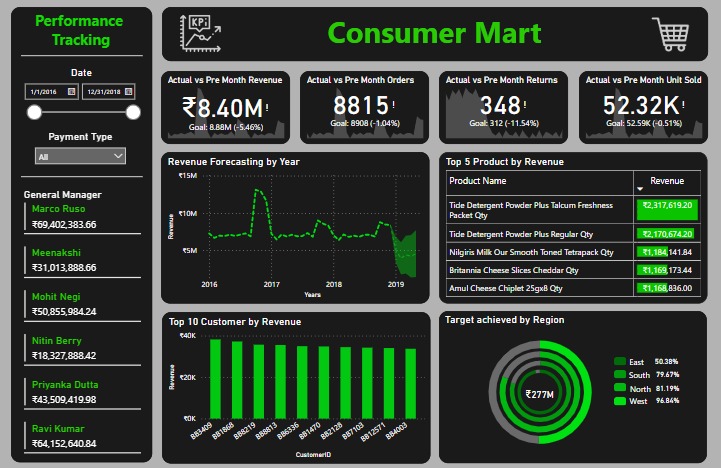 Performance
Tracking
Date
1/1/2016
12/31/2018
Payment Type
All
General Manager
Marco Ruso
₹69,402,383.66
Meenakshi
₹31,013,888.66
Mohit Negi
₹50,855,984.24
Nitin Berry
₹18,327,888.42
Priyanka Dutta
₹43,509,419.98
Ravi Kumar
₹64,152,640.84
KPI
Consumer Mart
Actual vs Pre Month Revenue
₹8.40M!
Goal: 8.88M (-5.46%)
Actual vs Pre Month Orders
8815!
Goal: 8908 (-1.04%)
Actual vs Pre Month Returns
348!
Goal: 312 (-11.54%)
Actual vs Pre Month Unit Sold
52.32K!
Goal: 52.59K (-0.51%)
Revenue Forecasting by Year
₹15M
₹10M
₹5M
Revenue
2016 2017 2018 2019
Years
Top 5 Product by Revenue
Product Name Revenue
Tide Detergent Powder Plus Talcum Freshness Packet Qty ₹2,317,619.20
Tide Detergent Powder Plus Regular Qty ₹2,170,674.20
Nilgiris Milk Our Smooth Toned Tetrapack Qty ₹1,184,141.84
Britannia Cheese Slices Cheddar Qty ₹1,169,173.44
Amul Cheese Chiplet 25gx8 Qty ₹1,168,836.00
Top 10 Customer by Revenue
₹40K
₹20K
₹0K
Revenue
BB3409 BB1868 BB8219 BB8813 BB6336 BB1470 BB2128 BB7103 BB12571 BB4003
CustomerID
Target achieved by Region
₹277M
East 50.38%
South 79.67%
North 81.19%
West 96.84%